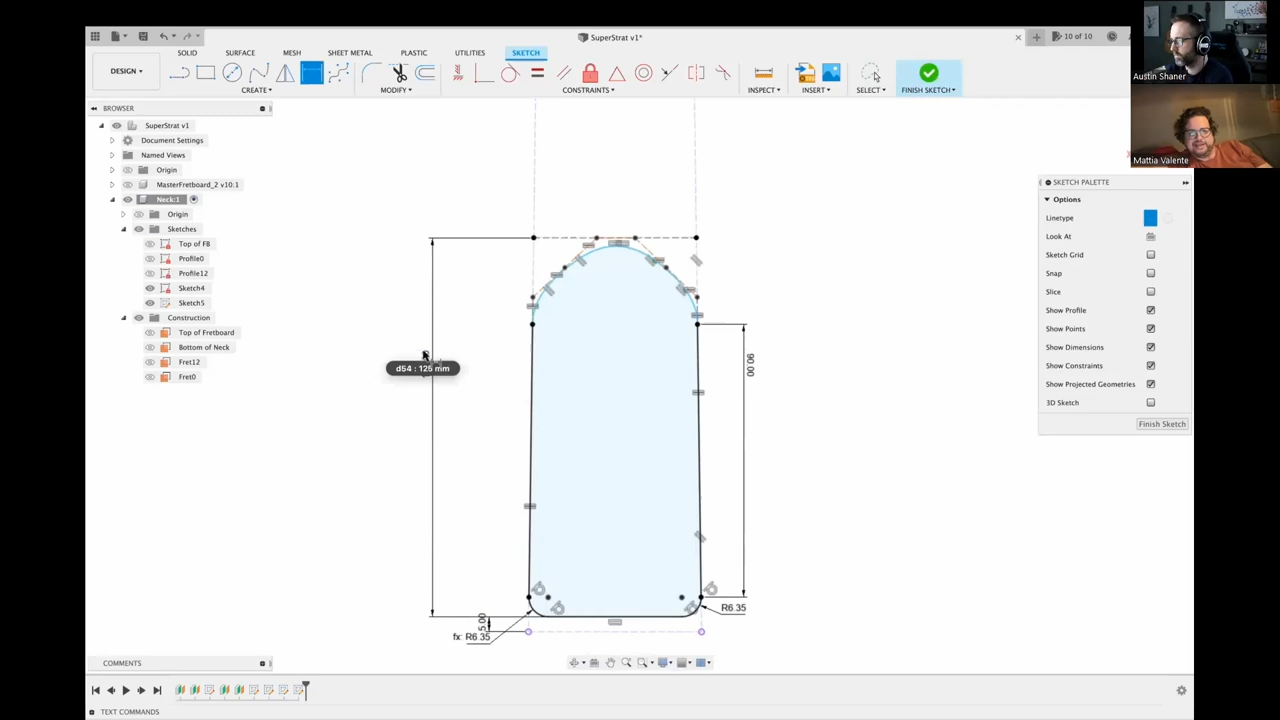 SuperStrat v1*
10 of 10
SOLID
SURFACE
MESH
SHEET METAL
PLASTIC
UTILITIES
SKETCH
DESIGN
CREATE
MODIFY
CONSTRAINTS
INSPECT
INSERT
SELECT
FINISH SKETCH
Austin Shaner
Mattia Valente
BROWSER
SuperStrat v1
Document Settings
Named Views
Origin
MasterFretboard_2 v10:1
Neck:1
Origin
Sketches
Top of FB
Profile0
Profile12
Sketch4
Sketch5
Construction
Top of Fretboard
Bottom of Neck
Fret12
Fret0
SKETCH PALETTE
Options
Linetype
Look At
Sketch Grid
Snap
Slice
Show Profile
Show Points
Show Dimensions
Show Constraints
Show Projected Geometries
3D Sketch
Finish Sketch
d54 : 125 mm
90.00
5.00
fx: R6.35
R6.35
COMMENTS
TEXT COMMANDS